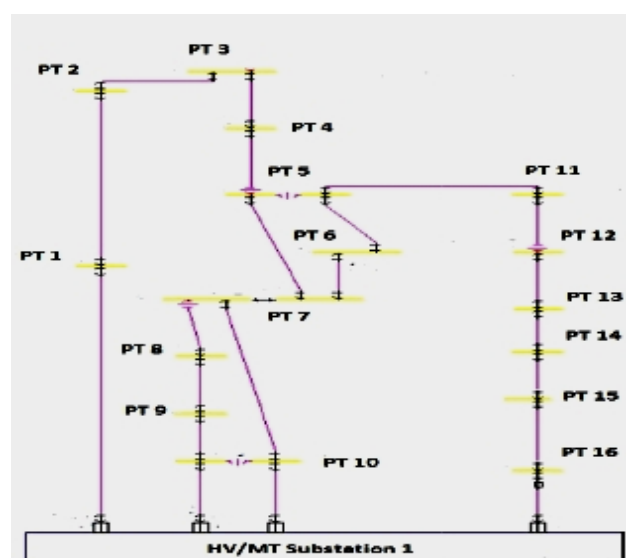 PT 3
PT 2
PT 4
PT 5
PT 11
PT 6
PT 12
PT 1
PT 13
PT 7
PT 14
PT 8
PT 15
PT 9
PT 16
PT 10
HV/MT Substation 1